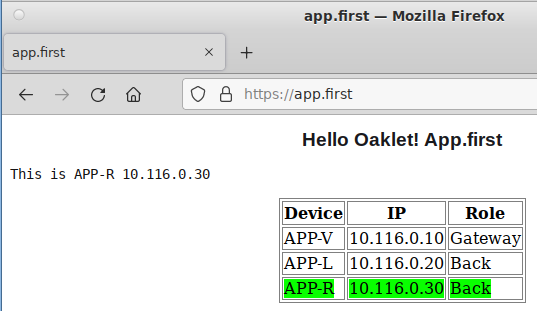 app.first — Mozilla Firefox
app.first
https://app.first
Hello Oaklet! App.first
This is APP-R 10.116.0.30
Device IP Role
APP-V 10.116.0.10 Gateway
APP-L 10.116.0.20 Back
APP-R 10.116.0.30 Back